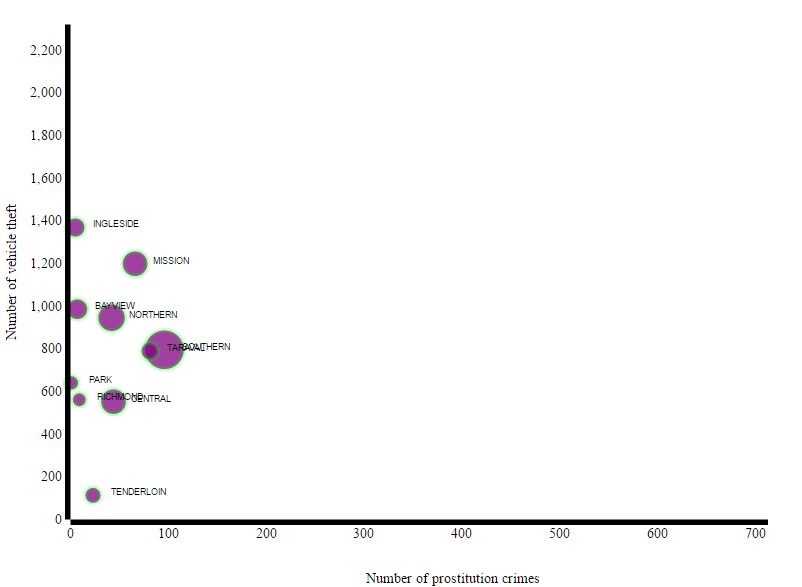 2,200
2,000
1,800
1,600
1,400
1,200
1,000
800
600
400
200
0
Number of vehicle theft
INGLESIDE
MISSION
BAYVIEW
NORTHERN
TARAVAL
SOUTHERN
PARK
RICHMOND
CENTRAL
TENDERLOIN
0 100 200 300 400 500 600 700
Number of prostitution crimes